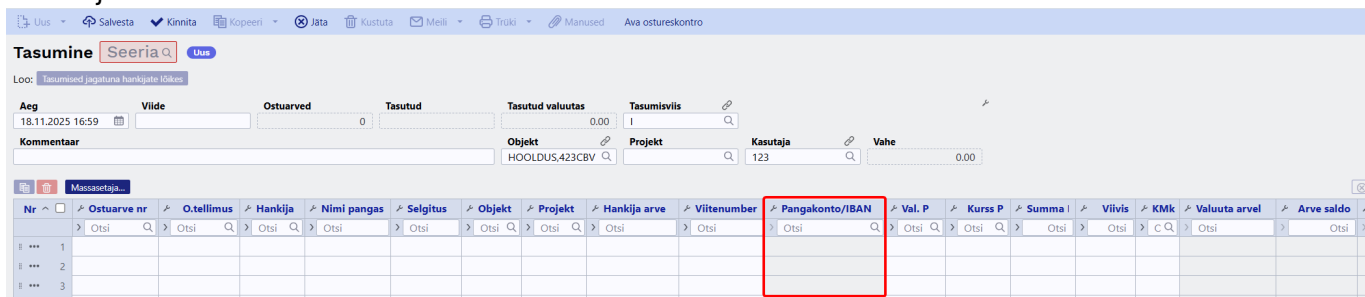 Uus Salvesta Kinnita Kopeeri Jäta Kustuta Meili Trüki Manused Ava ostureskontro
Tasumine Seeria Uus
Loo: Tasumised jagatuna hankijate lõikes
Aeg Viide Ostuarved Tasutud Tasutud valuutas Tasumisviis
18.11.2025 16:59 0 0.00 I
Kommentaar Objekt Projekt Kasutaja Vahe
HOOLDUS,423CBV 123 0.00
Massasetaja...
Nr Ostuarve nr O.tellimus Hankija Nimi pangas Selgitus Objekt Projekt Hankija arve Viitenumber Pangakonto/IBAN Val. P Kurss P Summa Viivis KMk Valuuta arvel Arve saldo
Otsi Otsi Otsi Otsi Otsi Otsi Otsi Otsi Otsi Otsi Otsi Otsi Otsi Otsi O Otsi Otsi
1
2
3